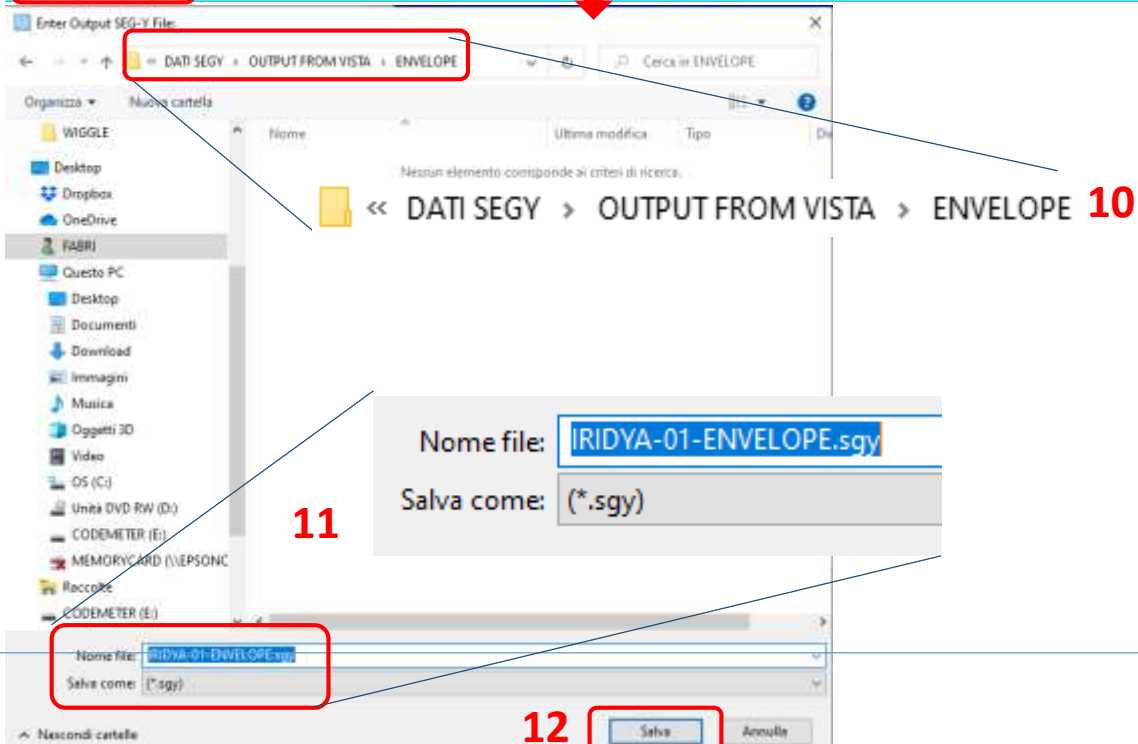 Enter Output SEG-Y File:
« DATI SEGY › OUTPUT FROM VISTA › ENVELOPE
Cerca in ENVELOPE
Organizza
Nuova cartella
WIGGLE
Nome
Ultima modifica
Tipo
Nessun elemento corrisponde ai criteri di ricerca.
Desktop
Dropbox
OneDrive
FABRI
Questo PC
Desktop
Documenti
Download
Immagini
Musica
Oggetti 3D
Video
OS (C:)
Unità DVD RW (D:)
CODEMETER (E:)
MEMORYCARD (\\EPSONC
Raccolte
CODEMETER (E:)
« DATI SEGY › OUTPUT FROM VISTA › ENVELOPE 10
Nome file: IRIDYA-01-ENVELOPE.sgy
Salva come: (*.sgy)
11
Nome file: IRIDYA-01-ENVELOPE.sgy
Salva come: (*.sgy)
Nascondi cartelle
12
Salva
Annulla